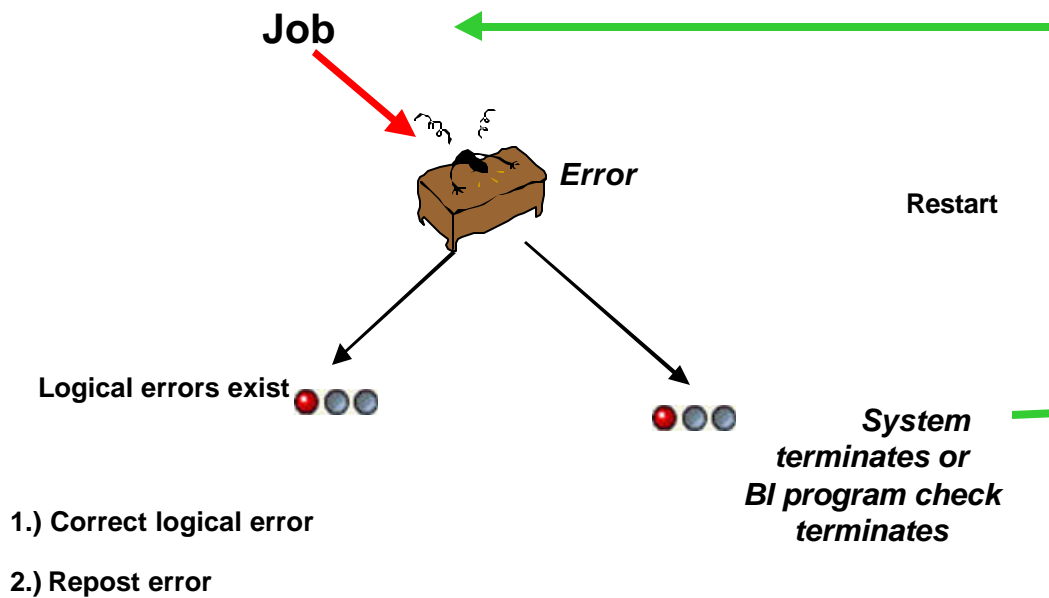 Job
Error
Restart
Logical errors exist
System
terminates or
BI program check
terminates
1.) Correct logical error
2.) Repost error